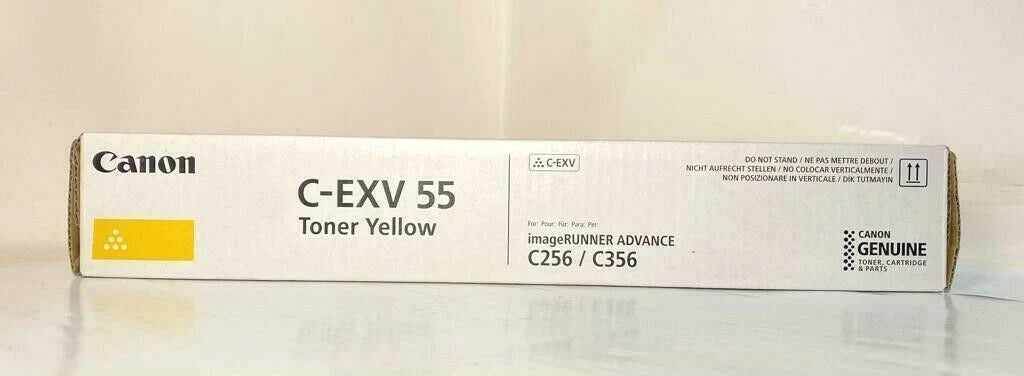 Canon
C-EXV 55
Toner Yellow
C-EXV
For: Pour: Für: Para: Per:
imageRUNNER ADVANCE
C256 / C356
DO NOT STAND / NE PAS METTRE DEBOUT /
NICHT AUFRECHT STELLEN / NO COLOCAR VERTICALMENTE /
NON POSIZIONARE IN VERTICALE / DİK TUTMAYIN
CANON
GENUINE
TONER, CARTRIDGE
& PARTS